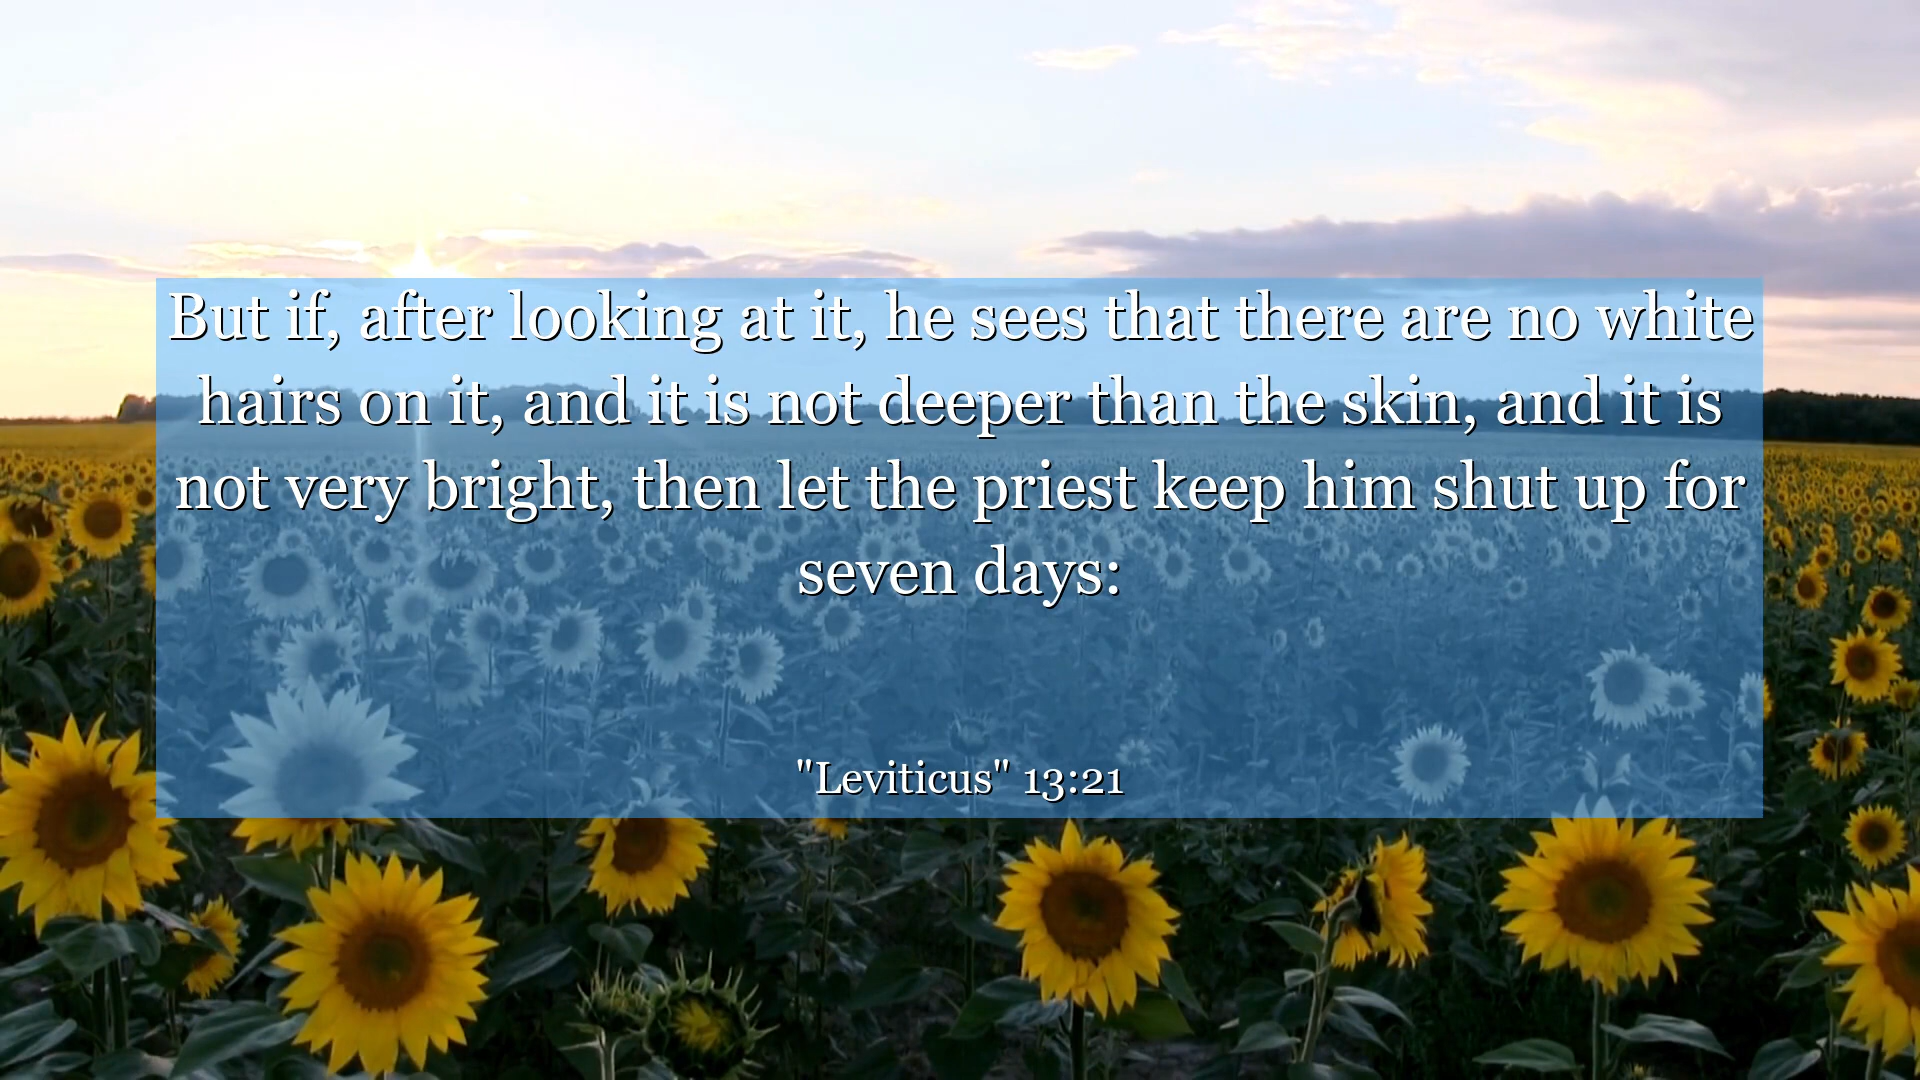 But if, after looking at it, he sees that there are no white
hairs on it, and it is not deeper than the skin, and it is
not very bright, then let the priest keep him shut up for
seven days:
"Leviticus" 13:21